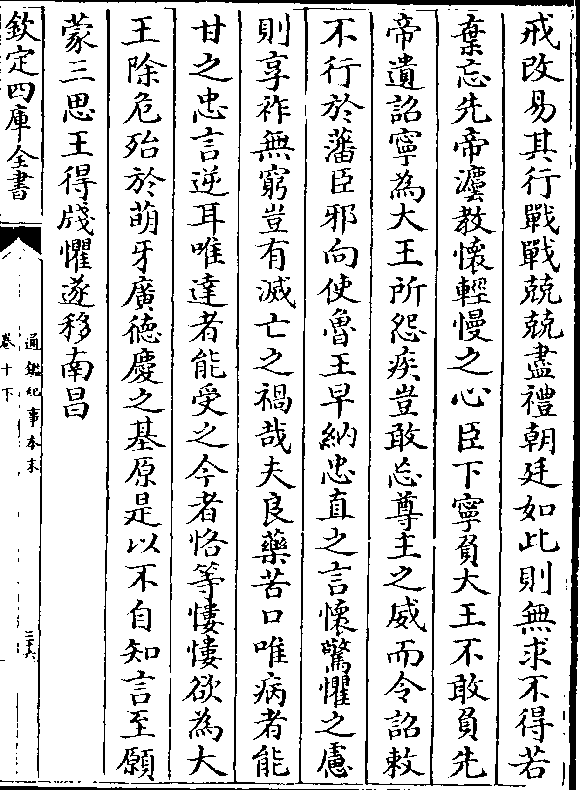 戒改易其行戰戰兢兢盡禮朝廷如此則無求不得若
棄忘先帝遺教懷輕慢之心臣下寧負大王不敢負先
帝遺詔寧為大王所怨疾豈敢忘尊主之威而令詔敕
不行於藩臣邪向使魯王早納忠直之言懷驚懼之慮
則享祚無窮豈有滅亡之禍哉夫良藥苦口唯病者能
甘之忠言逆耳唯達者能受之今者恪等慺慺欲為大
王除危殆於萌牙廣德慶之基原是以不自知言至願
蒙三思王得牋懼遂移南昌
欽定四庫全書
通鑑紀事本末
卷十下
三十六